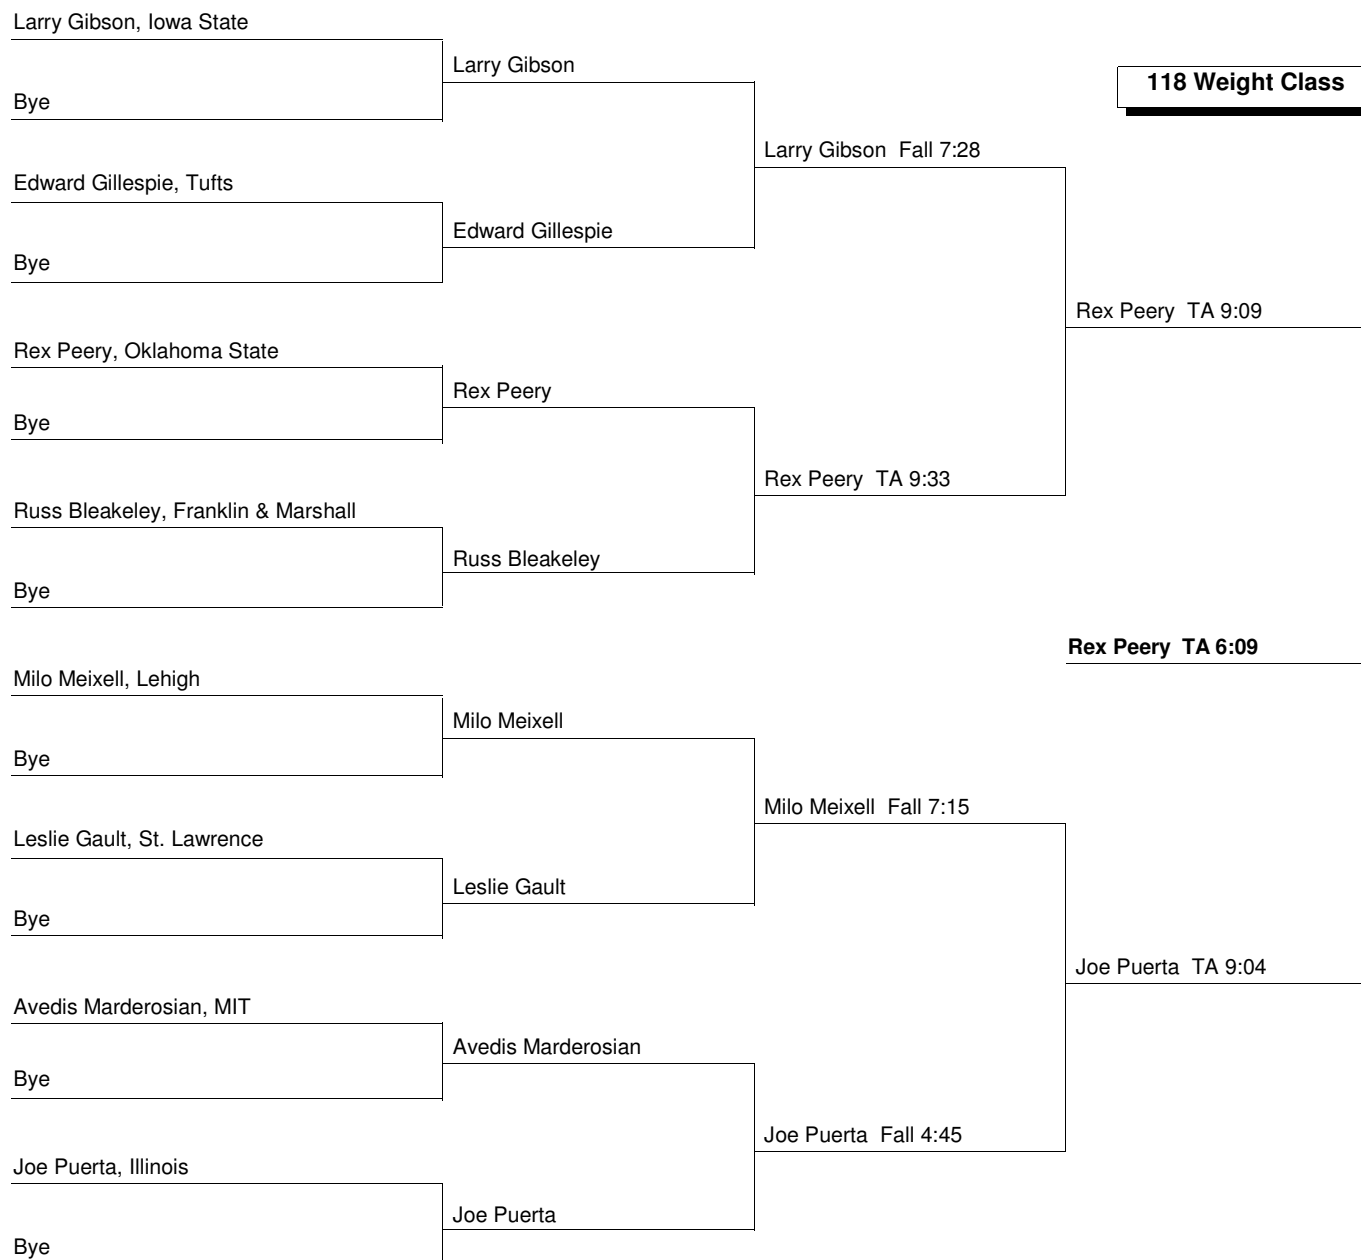 Larry Gibson, Iowa State
Larry Gibson
118 Weight Class
Bye
Larry Gibson  Fall 7:28
Edward Gillespie, Tufts
Edward Gillespie
Bye
Rex Peery  TA 9:09
Rex Peery, Oklahoma State
Rex Peery
Bye
Rex Peery  TA 9:33
Russ Bleakeley, Franklin & Marshall
Russ Bleakeley
Bye
Rex Peery  TA 6:09
Milo Meixell, Lehigh
Milo Meixell
Bye
Milo Meixell  Fall 7:15
Leslie Gault, St. Lawrence
Leslie Gault
Bye
Joe Puerta  TA 9:04
Avedis Marderosian, MIT
Avedis Marderosian
Bye
Joe Puerta  Fall 4:45
Joe Puerta, Illinois
Joe Puerta
Bye